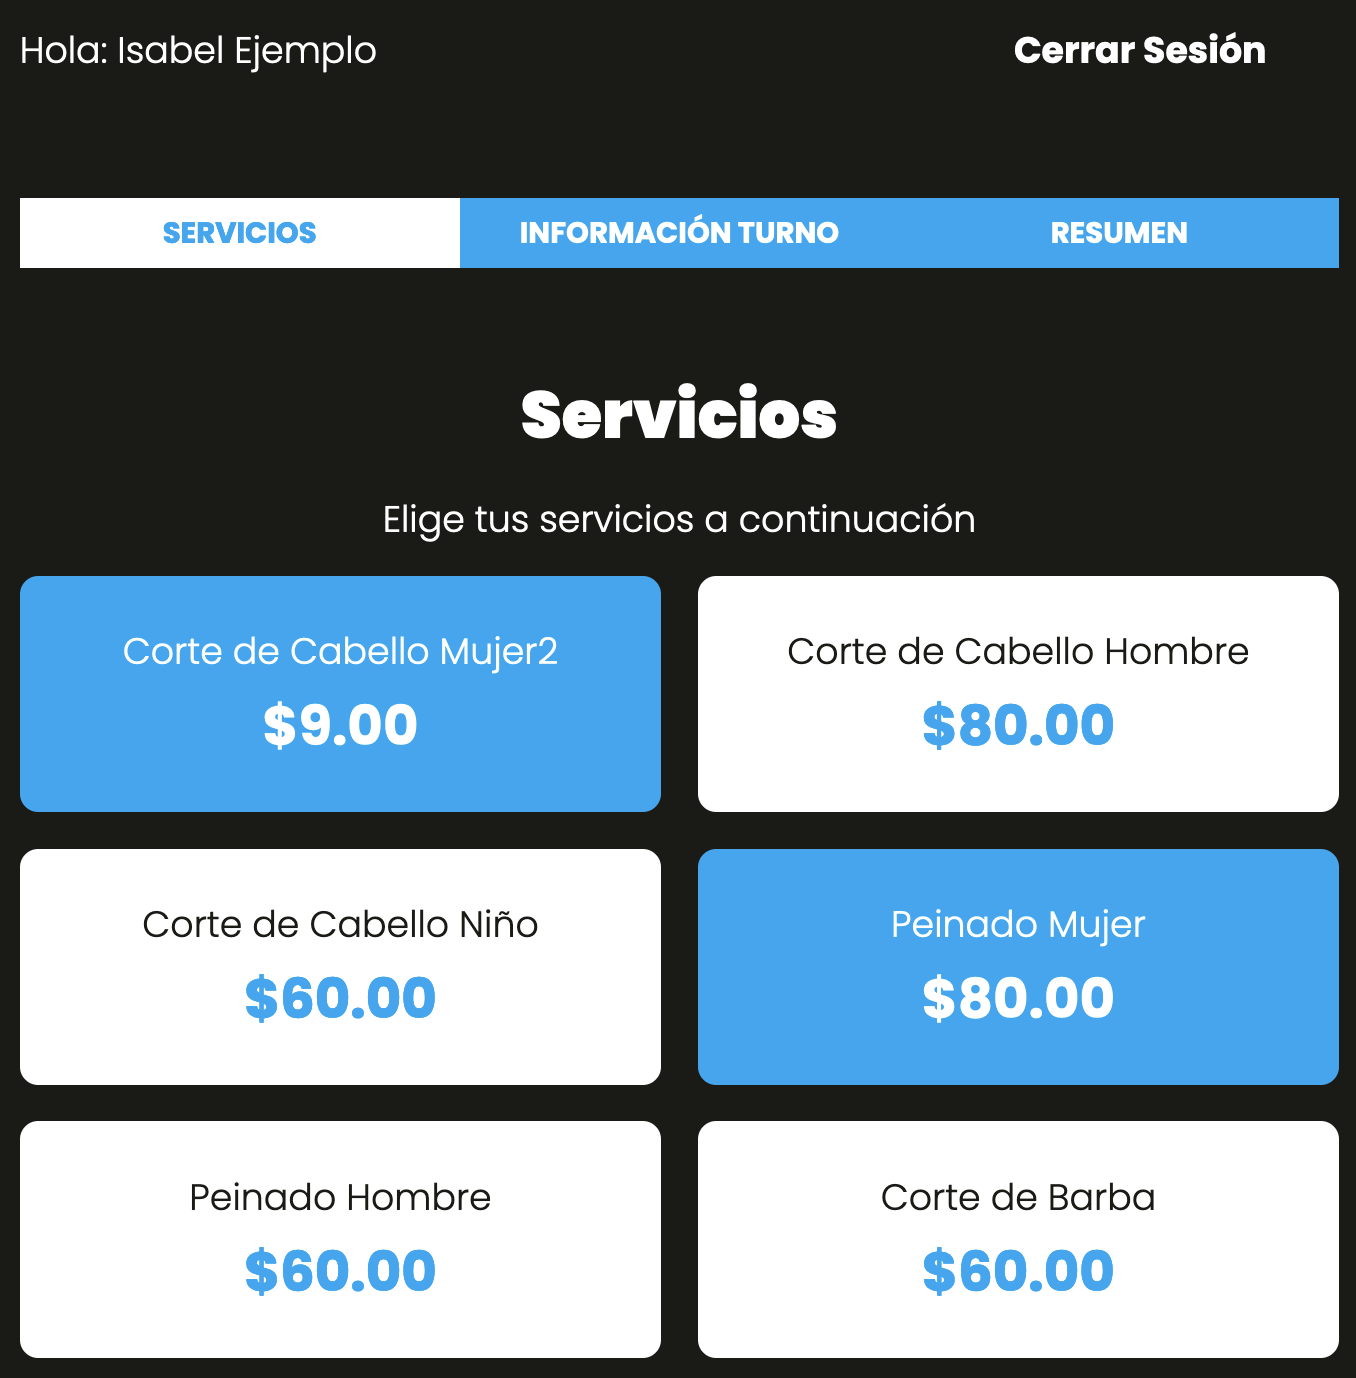 Hola: Isabel Ejemplo
Cerrar Sesión
SERVICIOS
INFORMACIÓN TURNO
RESUMEN
Servicios
Elige tus servicios a continuación
Corte de Cabello Mujer2
$9.00
Corte de Cabello Hombre
$80.00
Corte de Cabello Niño
$60.00
Peinado Mujer
$80.00
Peinado Hombre
$60.00
Corte de Barba
$60.00